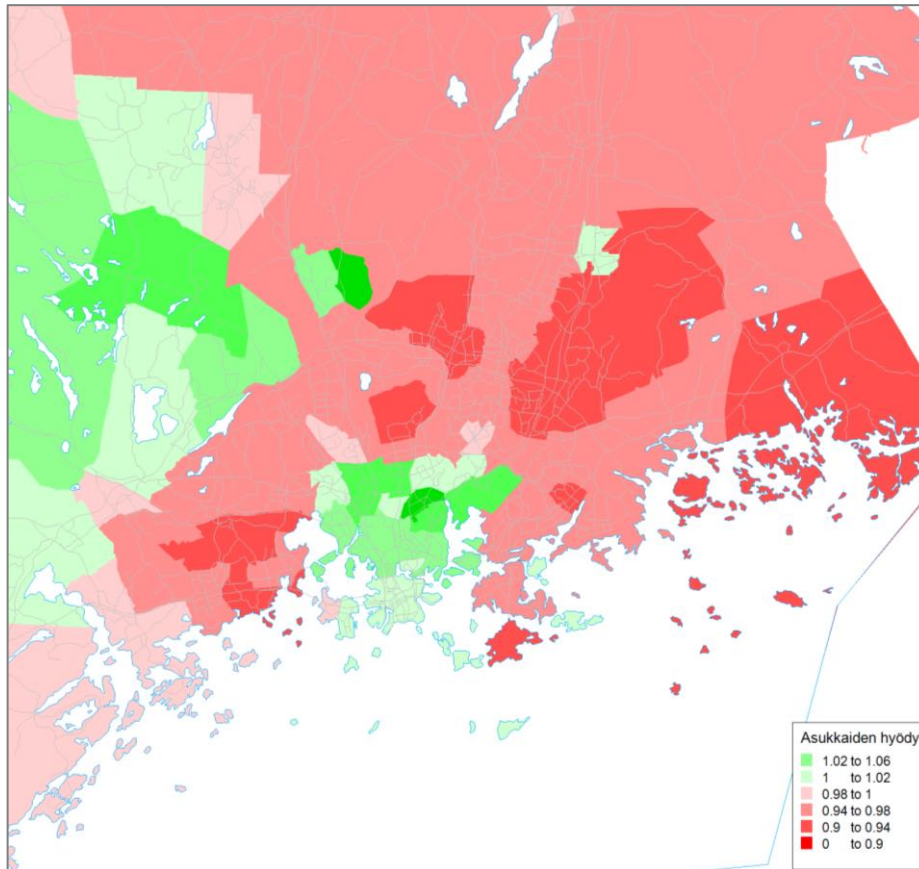 Asukkaiden hyödy
1.02 to 1.06
1 to 1.02
0.98 to 1
0.94 to 0.98
0.9 to 0.94
0 to 0.9